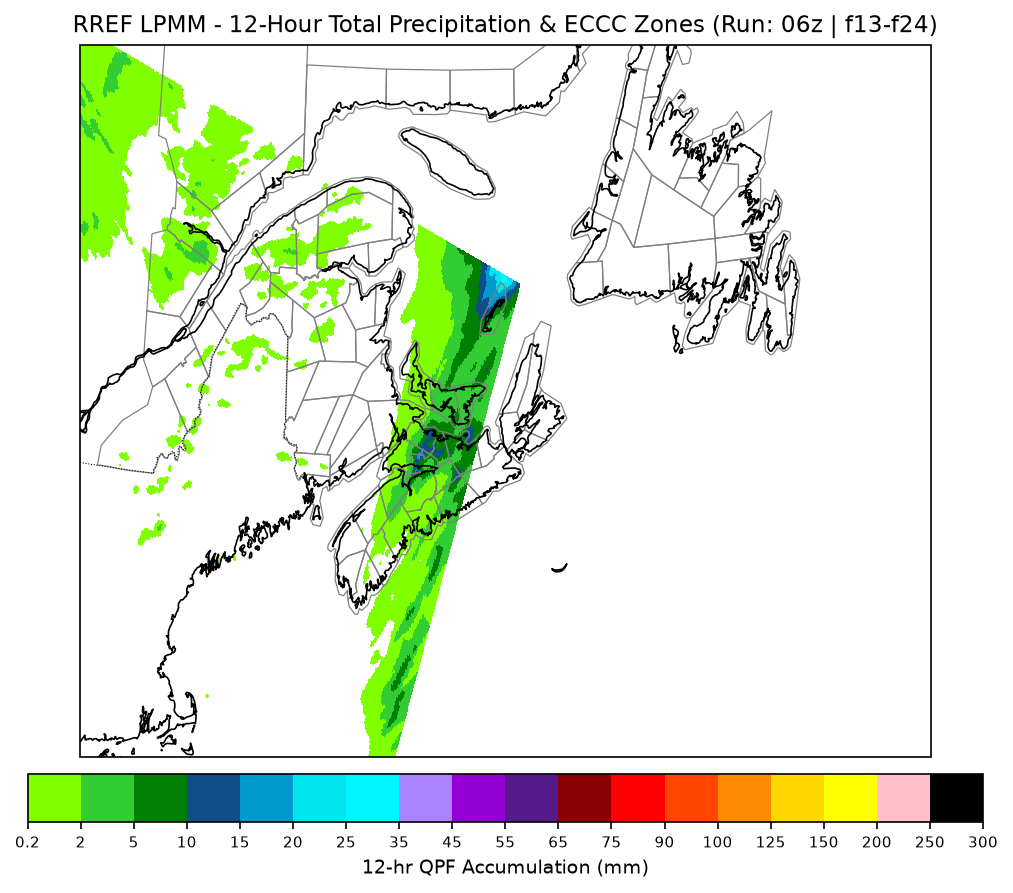 RREF LPMM - 12-Hour Total Precipitation & ECCC Zones (Run: 06z | f13-f24)
0.2 2 5 10 15 20 25 35 45 55 65 75 90 100 125 150 200 250 300
12-hr QPF Accumulation (mm)